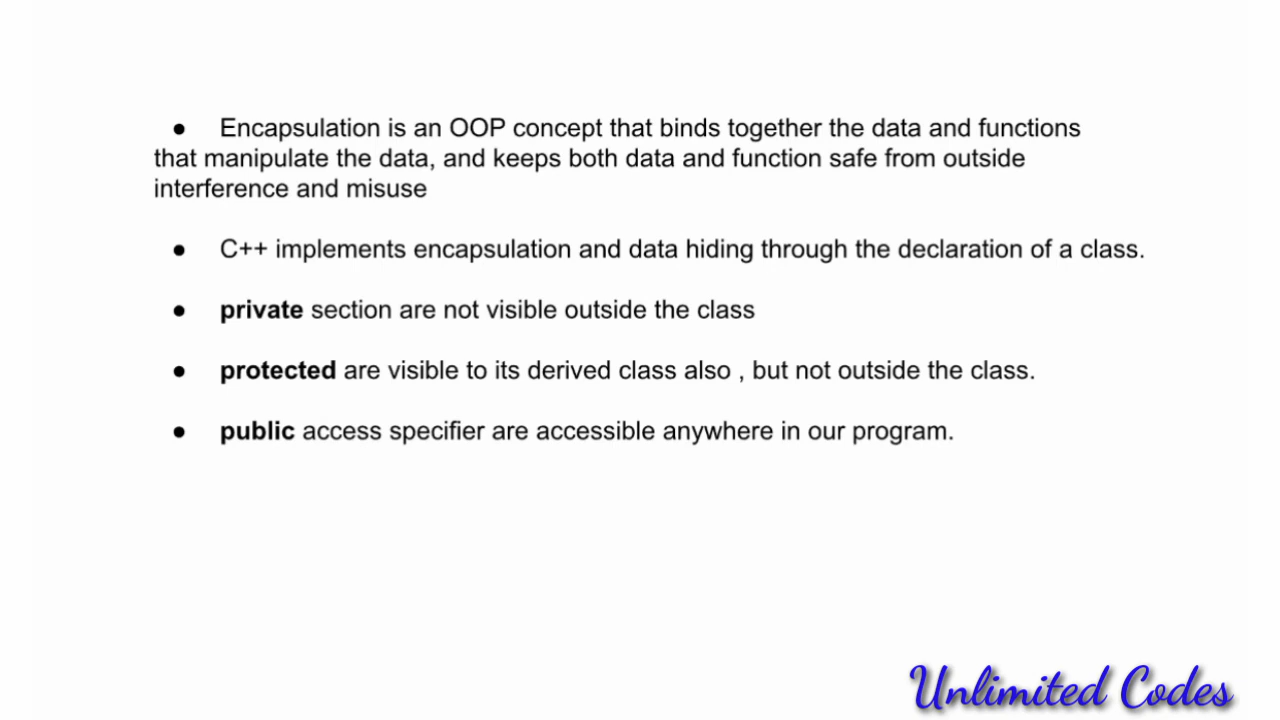 ● Encapsulation is an OOP concept that binds together the data and functions
that manipulate the data, and keeps both data and function safe from outside
interference and misuse
● C++ implements encapsulation and data hiding through the declaration of a class.
● private section are not visible outside the class
● protected are visible to its derived class also , but not outside the class.
● public access specifier are accessible anywhere in our program.
Unlimited Codes